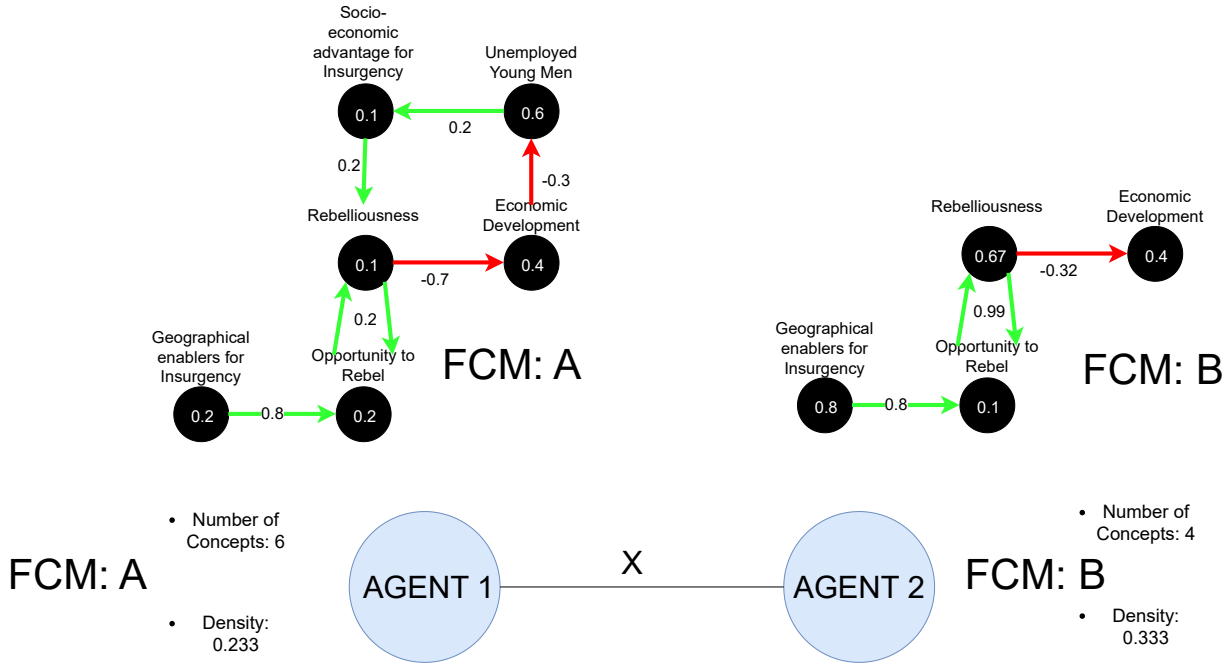 Socio-
economic
advantage for
Insurgency
Unemployed
Young Men
0.1
0.6
0.2
0.2
-0.3
Rebelliousness
Economic
Development
0.1
0.4
-0.7
0.2
Geographical
enablers for
Insurgency
Opportunity to
Rebel
0.2
0.8
0.2
FCM: A
Rebelliousness
Economic
Development
0.67
0.4
-0.32
0.99
Geographical
enablers for
Insurgency
Opportunity to
Rebel
0.8
0.8
0.1
FCM: B
FCM: A
• Number of
Concepts: 6
• Density:
0.233
AGENT 1
X
AGENT 2
FCM: B
• Number of
Concepts: 4
• Density:
0.333